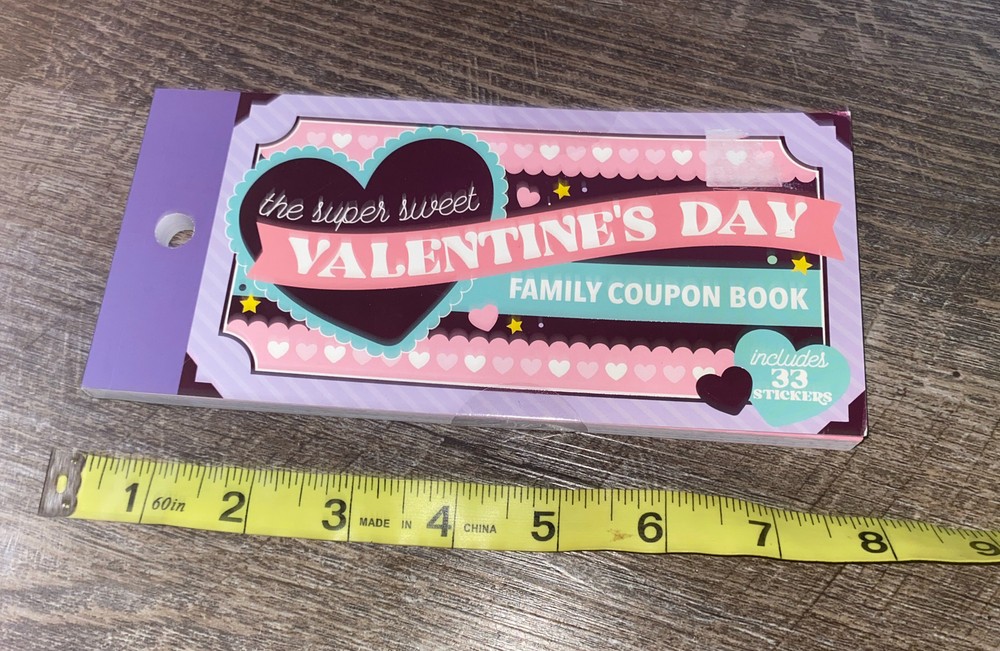 the super sweet
VALENTINE'S DAY
FAMILY COUPON BOOK
includes
33
STICKERS
1 60in 2 3 MADE IN 4 CHINA 5 6 7 8 9